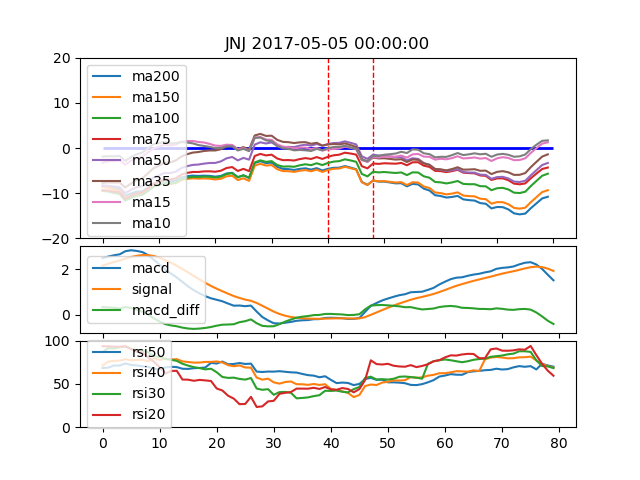 JNJ 2017-05-05 00:00:00
20
10
0
−10
−20
ma200
ma150
ma100
ma75
ma50
ma35
ma15
ma10
2
0
macd
signal
macd_diff
100
50
0
rsi50
rsi40
rsi30
rsi20
0 10 20 30 40 50 60 70 80